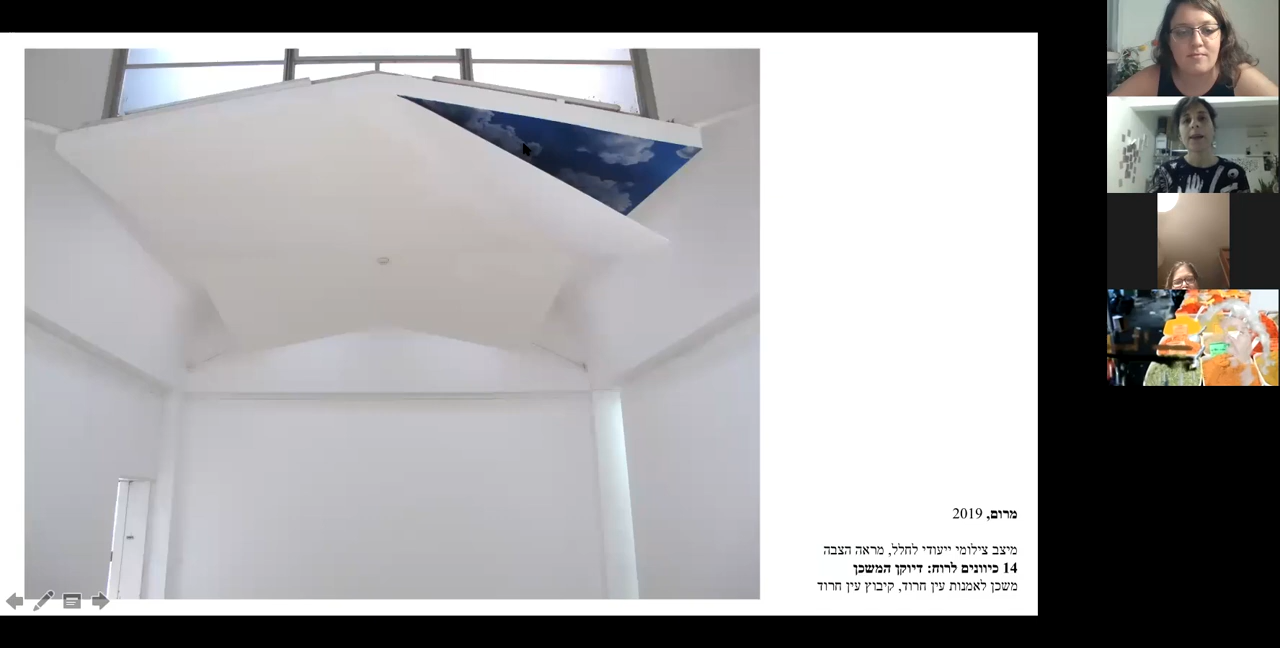 מרום, 2019
מיצב צילומי ייעודי לחלל, מראה הצבה
14 כיוונים לרוח: דיוקן המשכן
משכן לאמנות עין חרוד, קיבוץ עין חרוד